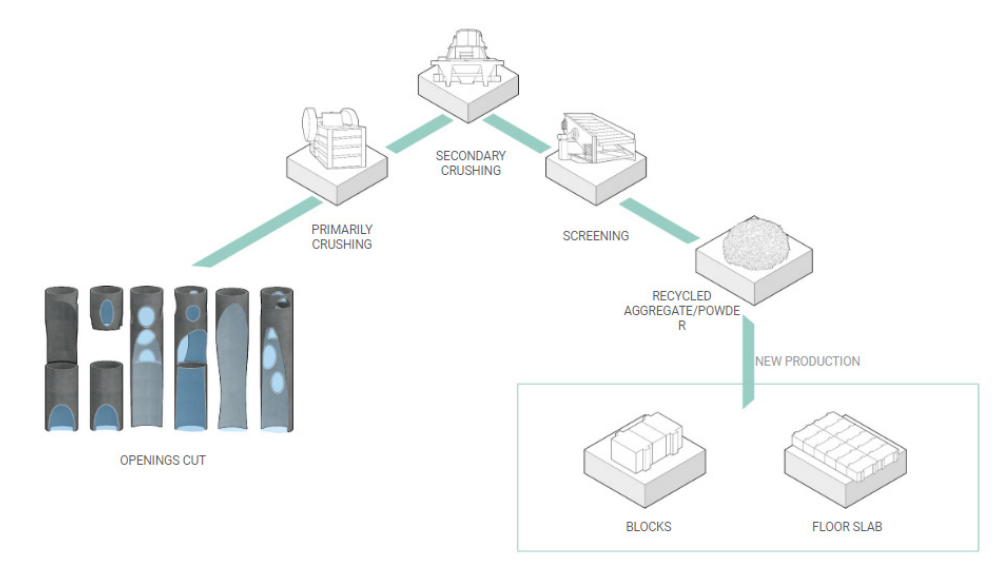 SECONDARY
CRUSHING
PRIMARILY
CRUSHING
SCREENING
RECYCLED
AGGREGATE/POWDE
R
NEW PRODUCTION
OPENINGS CUT
BLOCKS
FLOOR SLAB